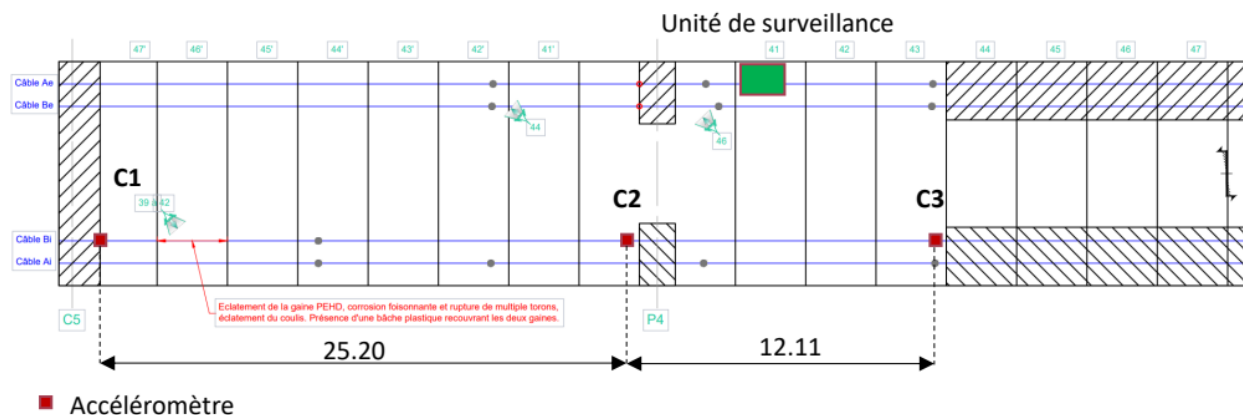 Unité de surveillance
47' 46' 45' 44' 43' 42' 41' 41 42 43 44 45 46 47
Câble Ae
Câble Be
44
46
C1
C2
C3
39 à 42
Câble Bi
Câble Ai
Eclatement de la gaine PEHD, corrosion foisonnante et rupture de multiple torons,
éclatement du coulis. Présence d'une bâche plastique recouvrant les deux gaines.
C5
P4
25.20
12.11
Accéléromètre